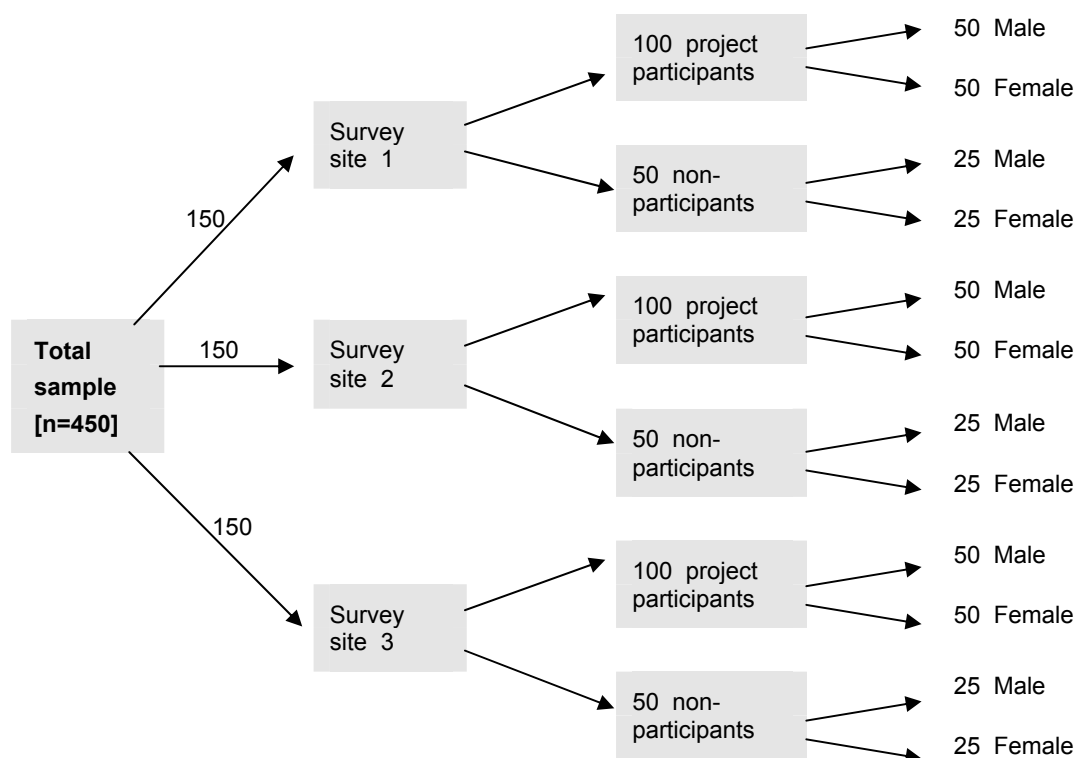 100 project
participants
50 Male
50 Female
Survey
site 1
50 non-
participants
25 Male
25 Female
150
Total
sample
[n=450]
150
Survey
site 2
100 project
participants
50 Male
50 Female
50 non-
participants
25 Male
25 Female
150
Survey
site 3
100 project
participants
50 Male
50 Female
50 non-
participants
25 Male
25 Female